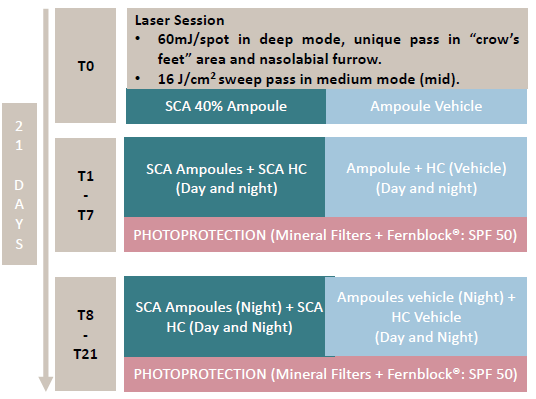 Laser Session
• 60mJ/spot in deep mode, unique pass in “crow’s
feet” area and nasolabial furrow.
• 16 J/cm² sweep pass in medium mode (mid).
T0
SCA 40% Ampoule
Ampoule Vehicle
21 DAYS
T1
-
T7
SCA Ampoules + SCA HC
(Day and night)
Ampolule + HC (Vehicle)
(Day and night)
PHOTOPROTECTION (Mineral Filters + Fernblock®: SPF 50)
T8
-
T21
SCA Ampoules (Night) + SCA
HC (Day and Night)
Ampoules vehicle (Night) +
HC Vehicle
(Day and Night)
PHOTOPROTECTION (Mineral Filters + Fernblock®: SPF 50)